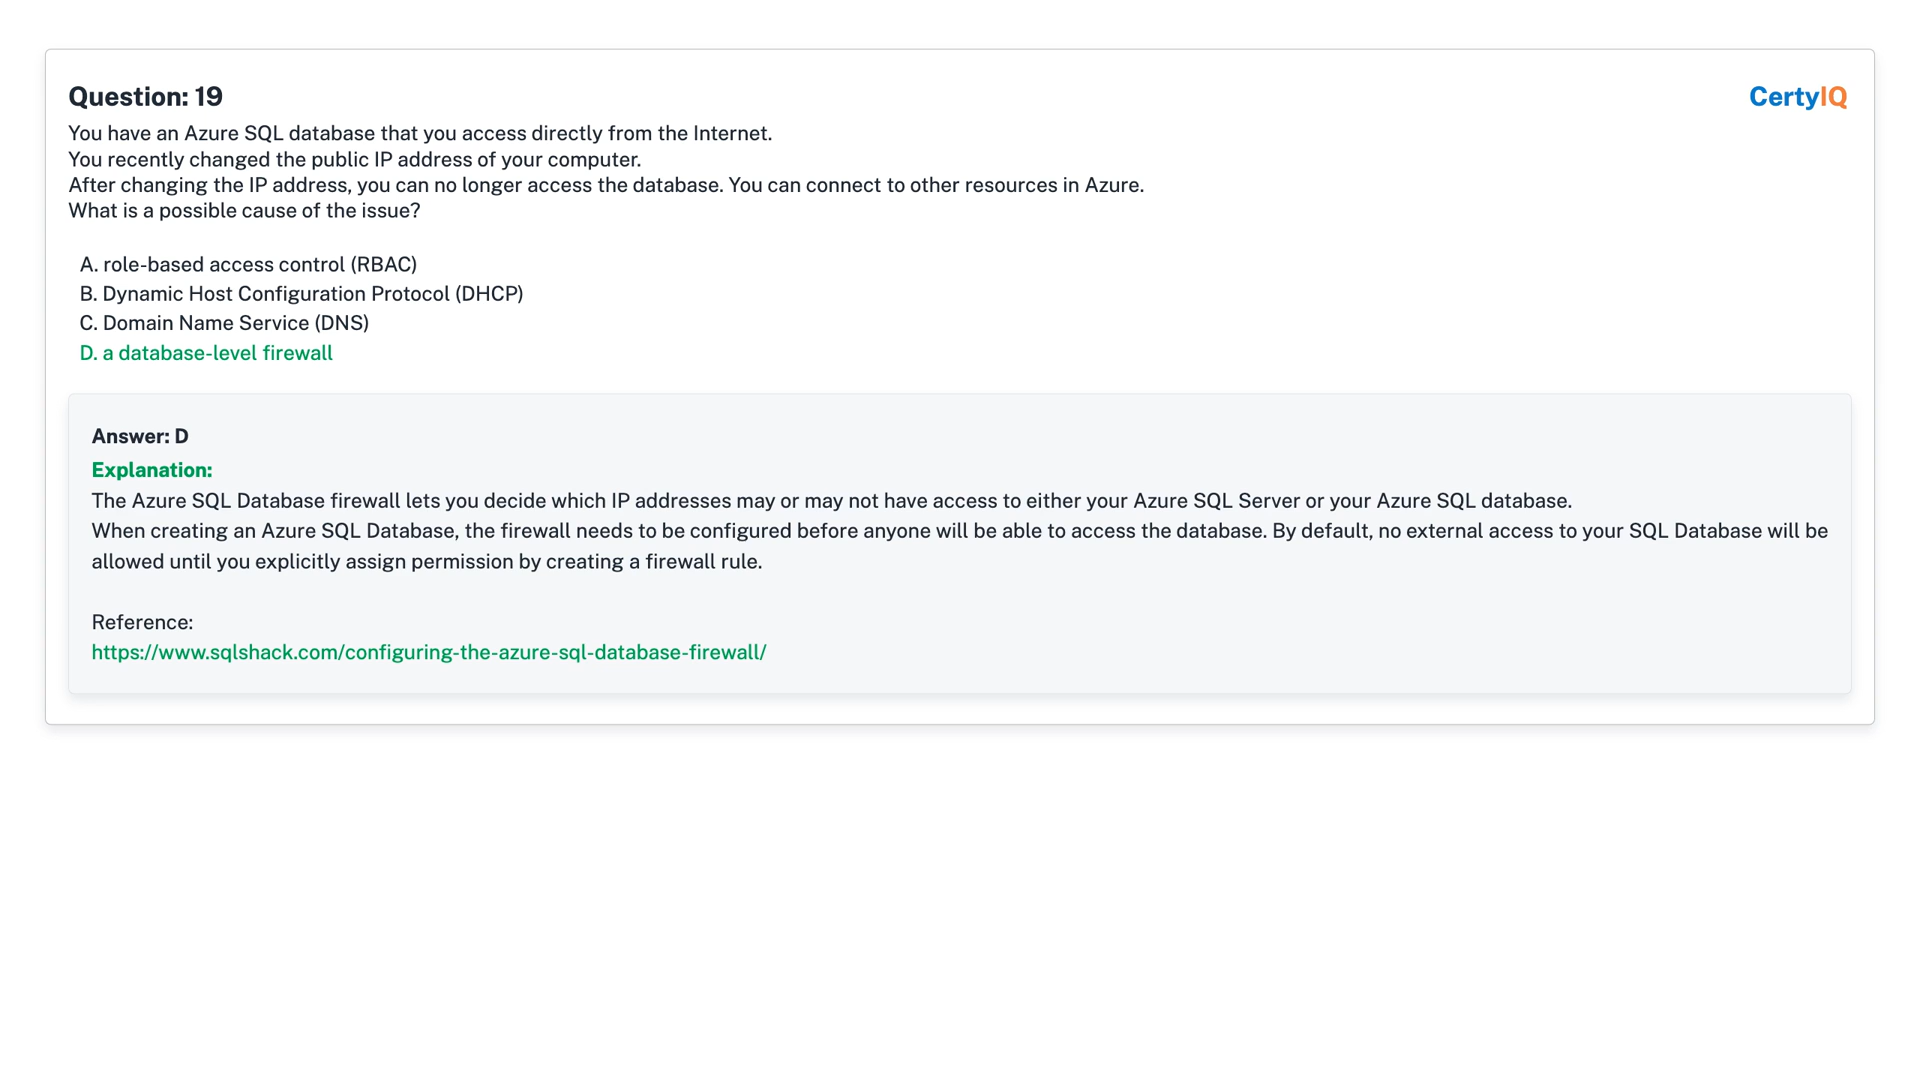 Question: 19
CertyIQ
You have an Azure SQL database that you access directly from the Internet.
You recently changed the public IP address of your computer.
After changing the IP address, you can no longer access the database. You can connect to other resources in Azure.
What is a possible cause of the issue?
A. role-based access control (RBAC)
B. Dynamic Host Configuration Protocol (DHCP)
C. Domain Name Service (DNS)
D. a database-level firewall
Answer: D
Explanation:
The Azure SQL Database firewall lets you decide which IP addresses may or may not have access to either your Azure SQL Server or your Azure SQL database.
When creating an Azure SQL Database, the firewall needs to be configured before anyone will be able to access the database. By default, no external access to your SQL Database will be
allowed until you explicitly assign permission by creating a firewall rule.
Reference:
https://www.sqlshack.com/configuring-the-azure-sql-database-firewall/